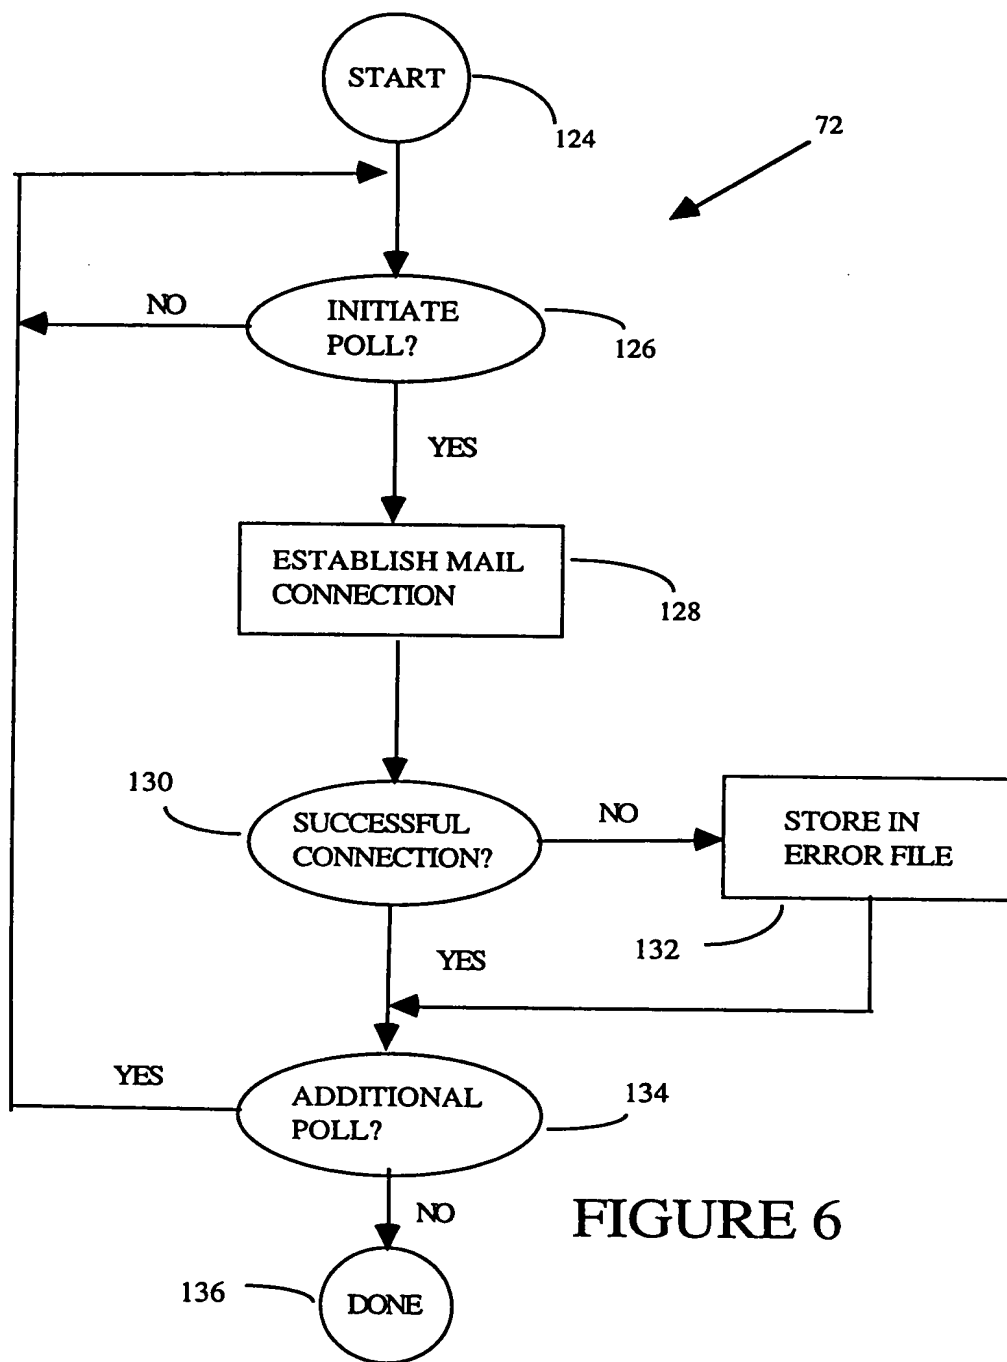 START
124
72
NO
INITIATE
POLL?
126
YES
ESTABLISH MAIL
CONNECTION
128
130
SUCCESSFUL
CONNECTION?
NO
STORE IN
ERROR FILE
132
YES
YES
ADDITIONAL
POLL?
134
NO
FIGURE 6
136
DONE